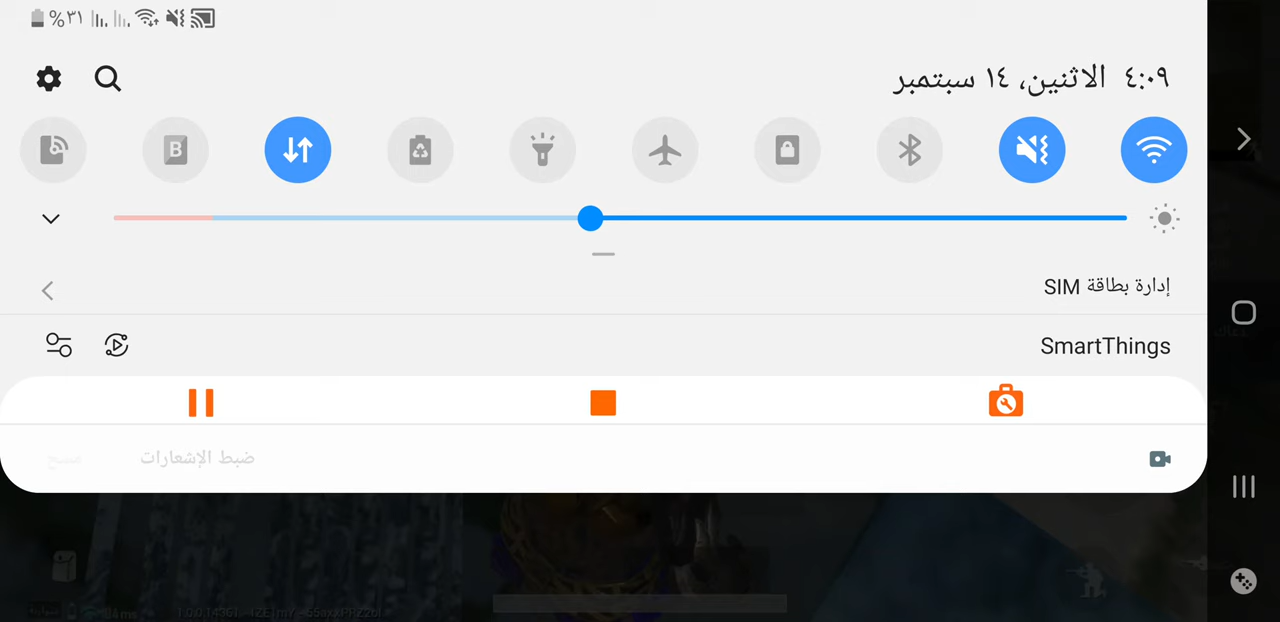 ٣١%
٤:٠٩ الاثنين، ١٤ سبتمبر
B
إدارة بطاقة SIM
SmartThings
ضبط الإشعارات